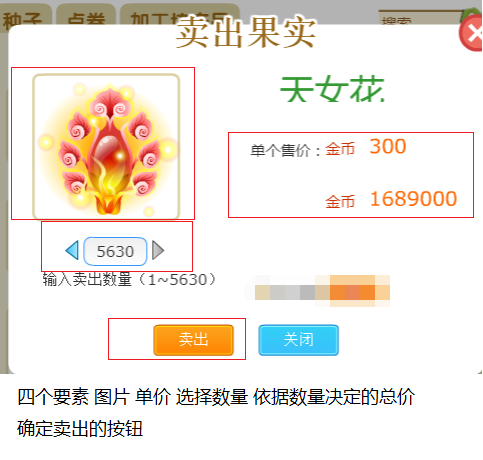 种子 点卷 加工坊 搜索
卖出果实
天女花
单个售价：金币 300
金币 1689000
5630
输入卖出数量（1~5630）
卖出 关闭
四个要素 图片 单价 选择数量 依据数量决定的总价
确定卖出的按钮